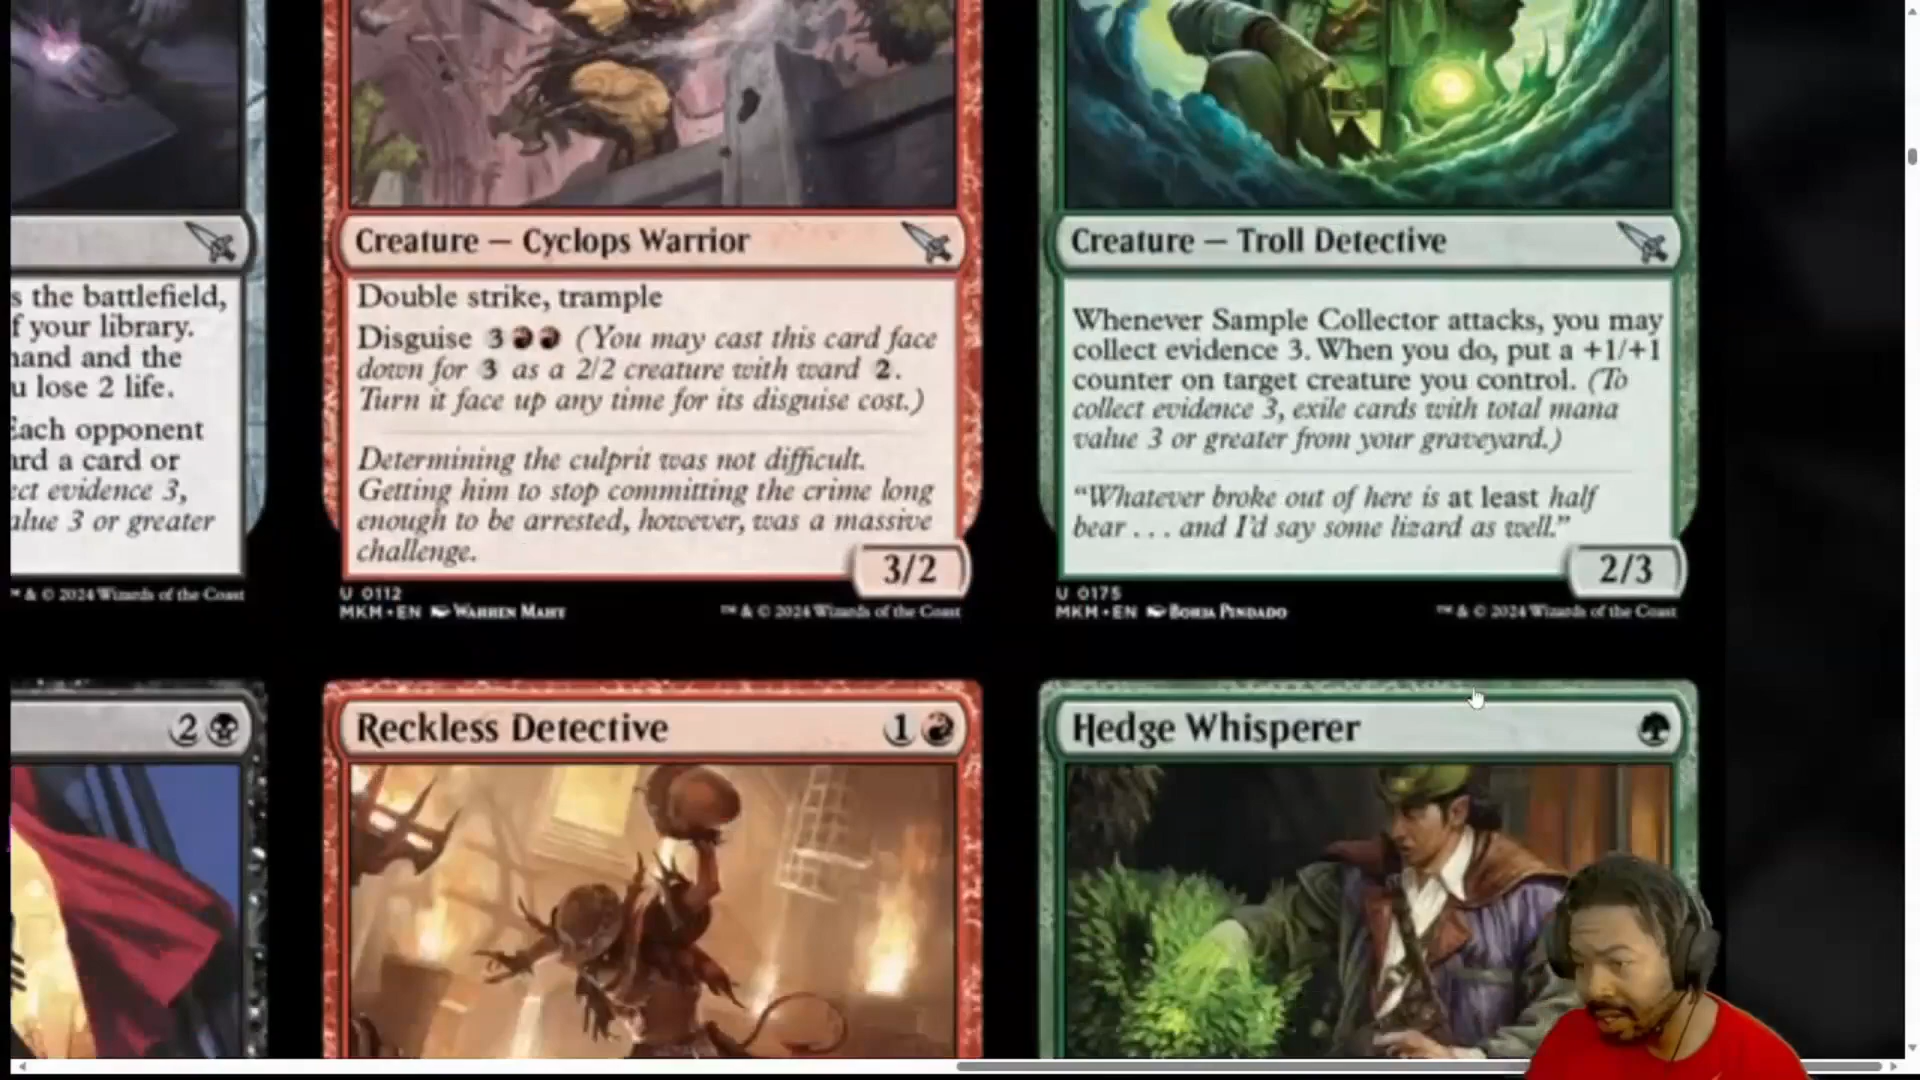 s the battlefield,
f your library.
hand and the
u lose 2 life.
Each opponent
ard a card or
ct evidence 3,
alue 3 or greater
™ & © 2024 Wizards of the Coast
Creature — Cyclops Warrior
Double strike, trample
Disguise 3 (You may cast this card face
down for 3 as a 2/2 creature with ward 2.
Turn it face up any time for its disguise cost.)
Determining the culprit was not difficult.
Getting him to stop committing the crime long
enough to be arrested, however, was a massive
challenge.
3/2
U 0112
MKM • EN Warren Mahy
™ & © 2024 Wizards of the Coast
Creature — Troll Detective
Whenever Sample Collector attacks, you may
collect evidence 3. When you do, put a +1/+1
counter on target creature you control. (To
collect evidence 3, exile cards with total mana
value 3 or greater from your graveyard.)
“Whatever broke out of here is at least half
bear . . . and I’d say some lizard as well.”
2/3
U 0175
MKM • EN Borja Pindado
™ & © 2024 Wizards of the Coast
2
Reckless Detective 1
Hedge Whisperer